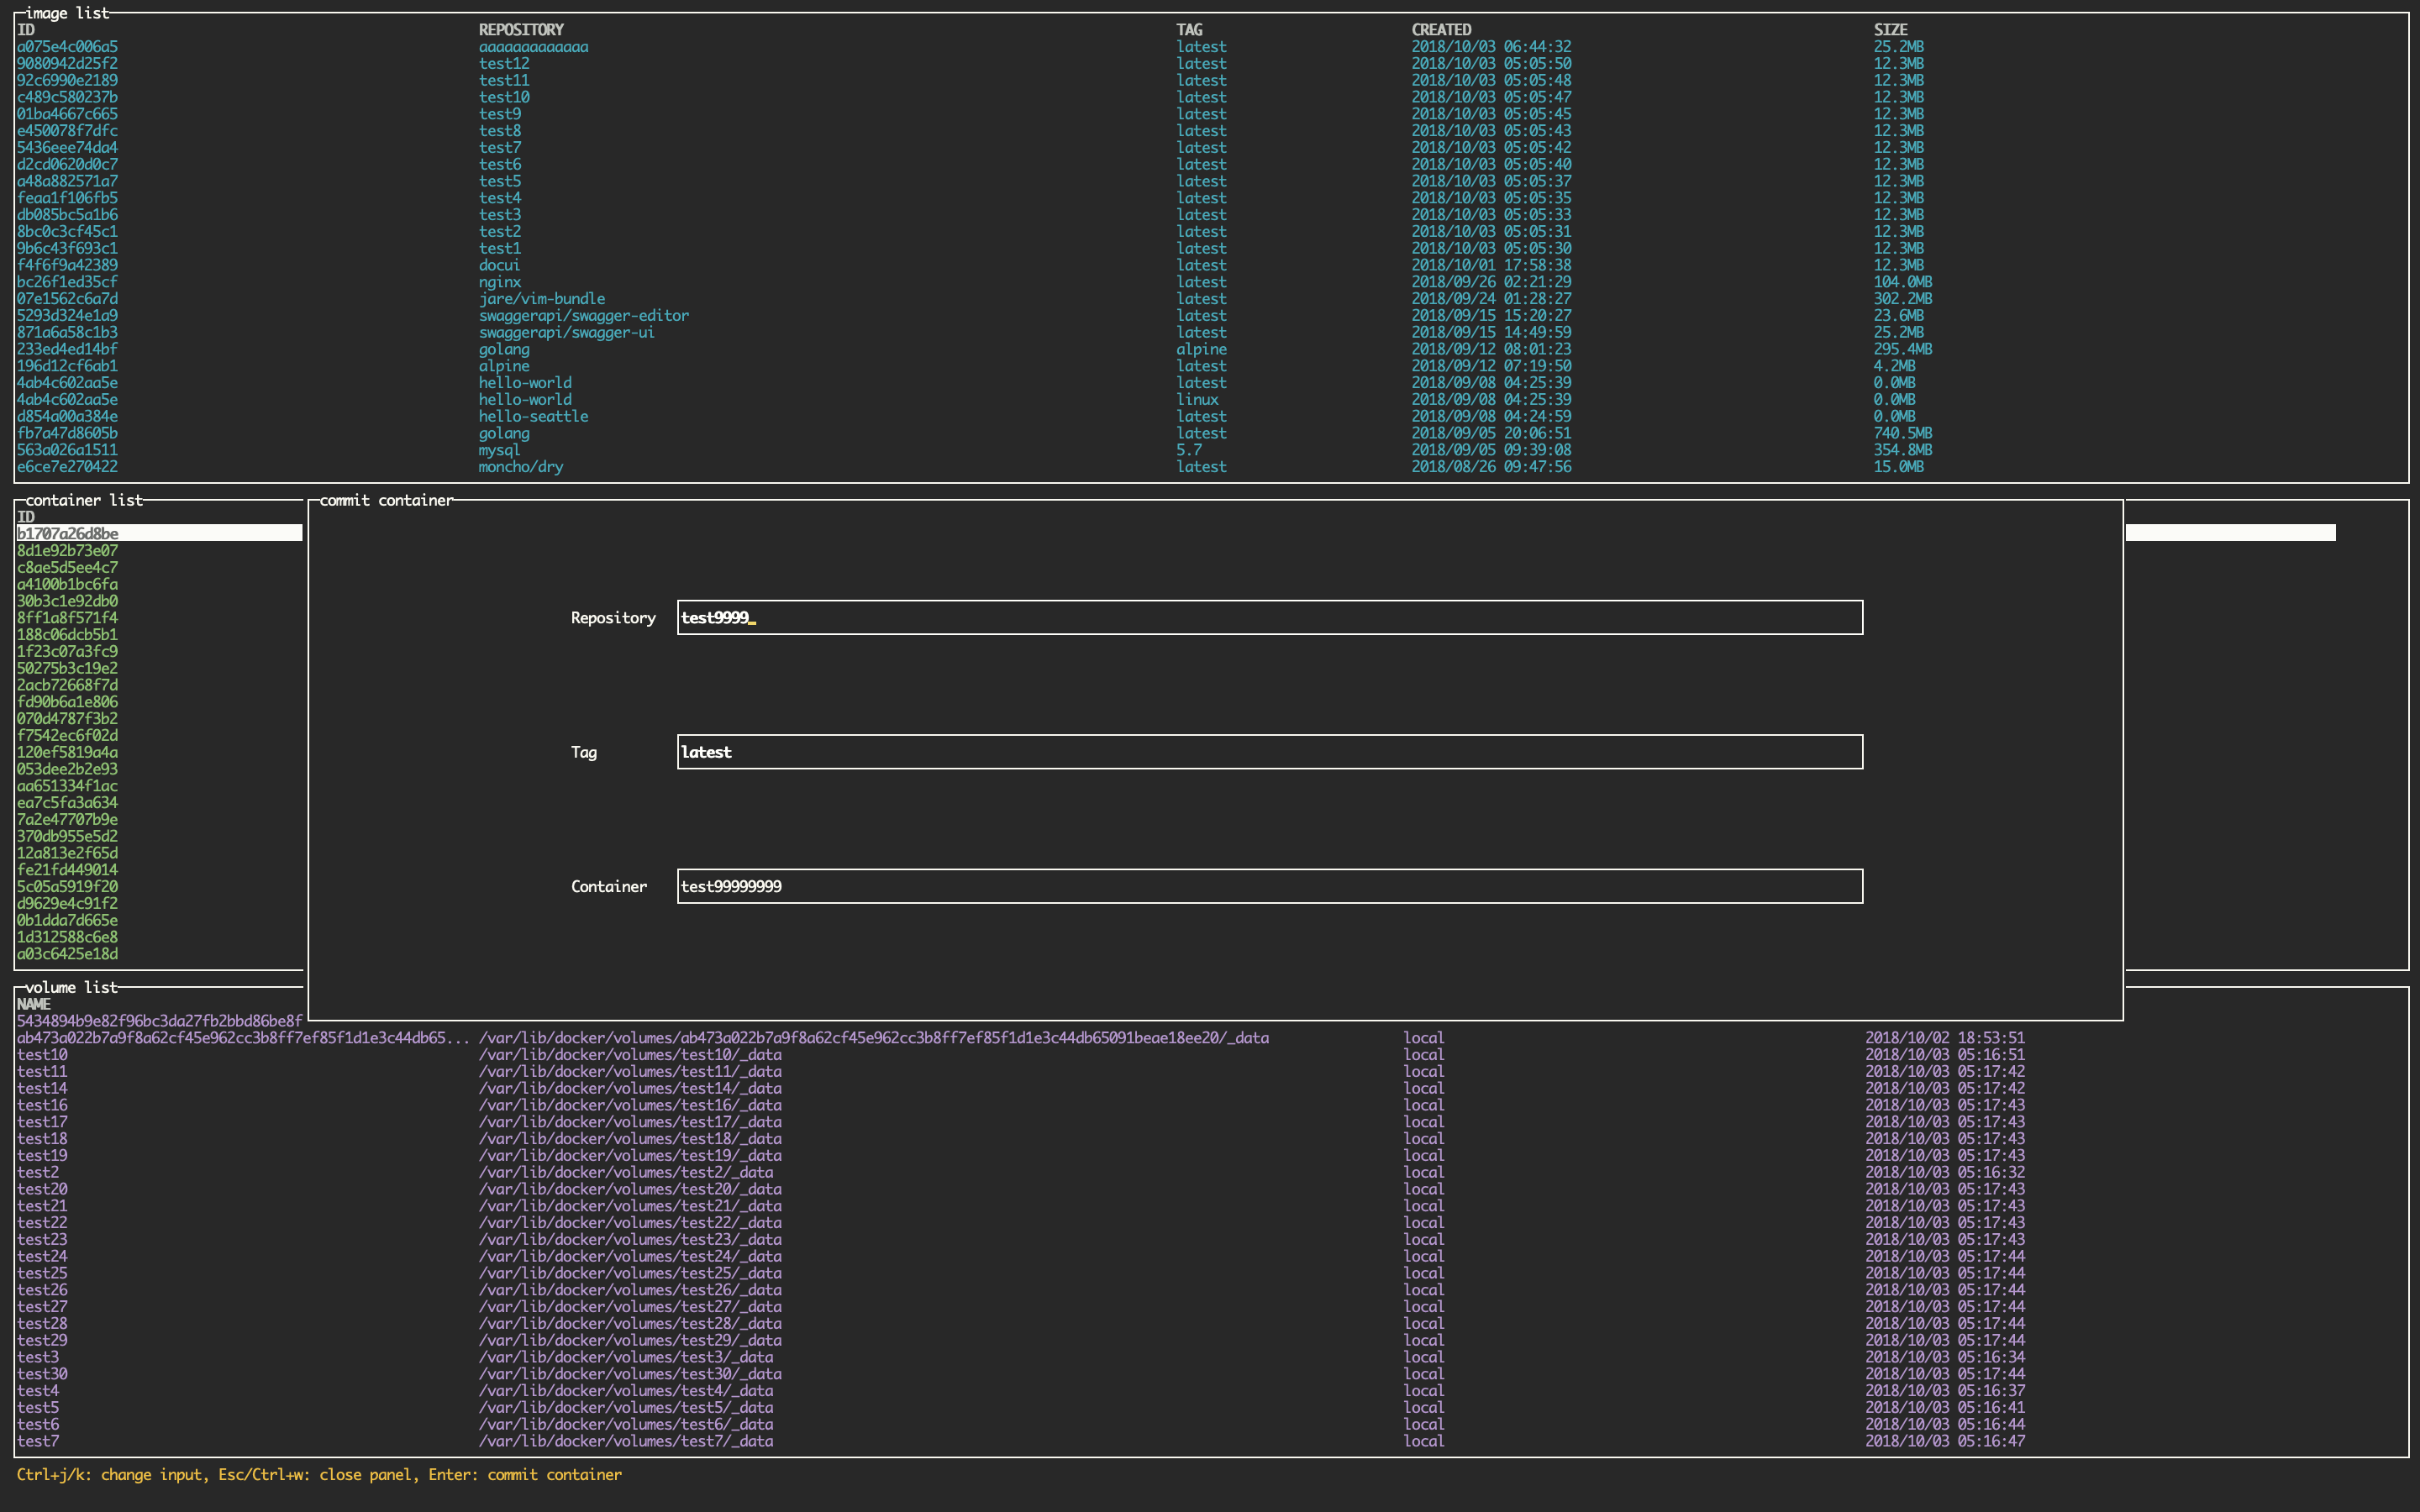 image list
ID REPOSITORY TAG CREATED SIZE
a075e4c006a5 aaaaaaaaaaaaa latest 2018/10/03 06:44:32 25.2MB
9080942d25f2 test12 latest 2018/10/03 05:05:50 12.3MB
92c6990e2189 test11 latest 2018/10/03 05:05:48 12.3MB
c489c580237b test10 latest 2018/10/03 05:05:47 12.3MB
01ba4667c665 test9 latest 2018/10/03 05:05:45 12.3MB
e450078f7dfc test8 latest 2018/10/03 05:05:43 12.3MB
5436eee74da4 test7 latest 2018/10/03 05:05:42 12.3MB
d2cd0620d0c7 test6 latest 2018/10/03 05:05:40 12.3MB
a48a882571a7 test5 latest 2018/10/03 05:05:37 12.3MB
feaa1f106fb5 test4 latest 2018/10/03 05:05:35 12.3MB
db085bc5a1b6 test3 latest 2018/10/03 05:05:33 12.3MB
8bc0c3cf45c1 test2 latest 2018/10/03 05:05:31 12.3MB
9b6c43f693c1 test1 latest 2018/10/03 05:05:30 12.3MB
f4f6f9a42389 docui latest 2018/10/01 17:58:38 12.3MB
bc26f1ed35cf nginx latest 2018/09/26 02:21:29 104.0MB
07e1562c6a7d jare/vim-bundle latest 2018/09/24 01:28:27 302.2MB
5293d324e1a9 swaggerapi/swagger-editor latest 2018/09/15 15:20:27 23.6MB
871a6a58c1b3 swaggerapi/swagger-ui latest 2018/09/15 14:49:59 25.2MB
233ed4ed14bf golang alpine 2018/09/12 08:01:23 295.4MB
196d12cf6ab1 alpine latest 2018/09/12 07:19:50 4.2MB
4ab4c602aa5e hello-world latest 2018/09/08 04:25:39 0.0MB
4ab4c602aa5e hello-world linux 2018/09/08 04:25:39 0.0MB
d854a00a384e hello-seattle latest 2018/09/08 04:24:59 0.0MB
fb7a47d8605b golang latest 2018/09/05 20:06:51 740.5MB
563a026a1511 mysql 5.7 2018/09/05 09:39:08 354.8MB
e6ce7e270422 moncho/dry latest 2018/08/26 09:47:56 15.0MB
container list
ID
b1707a26d8be
8d1e92b73e07
c8ae5d5ee4c7
a4100b1bc6fa
30b3c1e92db0
8ff1a8f571f4
188c06dcb5b1
1f23c07a3fc9
50275b3c19e2
2acb72668f7d
fd90b6a1e806
070d4787f3b2
f7542ec6f02d
120ef5819a4a
053dee2b2e93
aa651334f1ac
ea7c5fa3a634
7a2e47707b9e
370db955e5d2
12a813e2f65d
fe21fd449014
5c05a5919f20
d9629e4c91f2
0b1dda7d665e
1d312588c6e8
a03c6425e18d
commit container
Repository test9999_
Tag latest
Container test99999999
volume list
NAME
5434894b9e82f96bc3da27fb2bbd86be8f
ab473a022b7a9f8a62cf45e962cc3b8ff7ef85f1d1e3c44db65... /var/lib/docker/volumes/ab473a022b7a9f8a62cf45e962cc3b8ff7ef85f1d1e3c44db65091beae18ee20/_data local 2018/10/02 18:53:51
test10 /var/lib/docker/volumes/test10/_data local 2018/10/03 05:16:51
test11 /var/lib/docker/volumes/test11/_data local 2018/10/03 05:17:42
test14 /var/lib/docker/volumes/test14/_data local 2018/10/03 05:17:42
test16 /var/lib/docker/volumes/test16/_data local 2018/10/03 05:17:43
test17 /var/lib/docker/volumes/test17/_data local 2018/10/03 05:17:43
test18 /var/lib/docker/volumes/test18/_data local 2018/10/03 05:17:43
test19 /var/lib/docker/volumes/test19/_data local 2018/10/03 05:17:43
test2 /var/lib/docker/volumes/test2/_data local 2018/10/03 05:16:32
test20 /var/lib/docker/volumes/test20/_data local 2018/10/03 05:17:43
test21 /var/lib/docker/volumes/test21/_data local 2018/10/03 05:17:43
test22 /var/lib/docker/volumes/test22/_data local 2018/10/03 05:17:43
test23 /var/lib/docker/volumes/test23/_data local 2018/10/03 05:17:43
test24 /var/lib/docker/volumes/test24/_data local 2018/10/03 05:17:44
test25 /var/lib/docker/volumes/test25/_data local 2018/10/03 05:17:44
test26 /var/lib/docker/volumes/test26/_data local 2018/10/03 05:17:44
test27 /var/lib/docker/volumes/test27/_data local 2018/10/03 05:17:44
test28 /var/lib/docker/volumes/test28/_data local 2018/10/03 05:17:44
test29 /var/lib/docker/volumes/test29/_data local 2018/10/03 05:17:44
test3 /var/lib/docker/volumes/test3/_data local 2018/10/03 05:16:34
test30 /var/lib/docker/volumes/test30/_data local 2018/10/03 05:17:44
test4 /var/lib/docker/volumes/test4/_data local 2018/10/03 05:16:37
test5 /var/lib/docker/volumes/test5/_data local 2018/10/03 05:16:41
test6 /var/lib/docker/volumes/test6/_data local 2018/10/03 05:16:44
test7 /var/lib/docker/volumes/test7/_data local 2018/10/03 05:16:47
Ctrl+j/k: change input, Esc/Ctrl+w: close panel, Enter: commit container